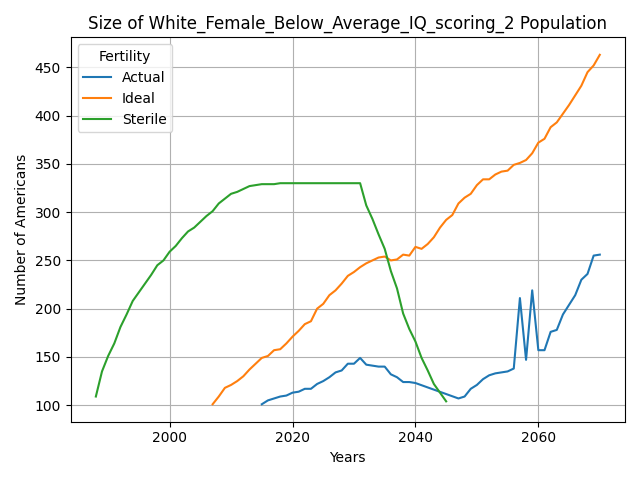 Size of White_Female_Below_Average_IQ_scoring_2 Population
Fertility
Actual
Ideal
Sterile
Number of Americans
450
400
350
300
250
200
150
100
2000
2020
2040
2060
Years